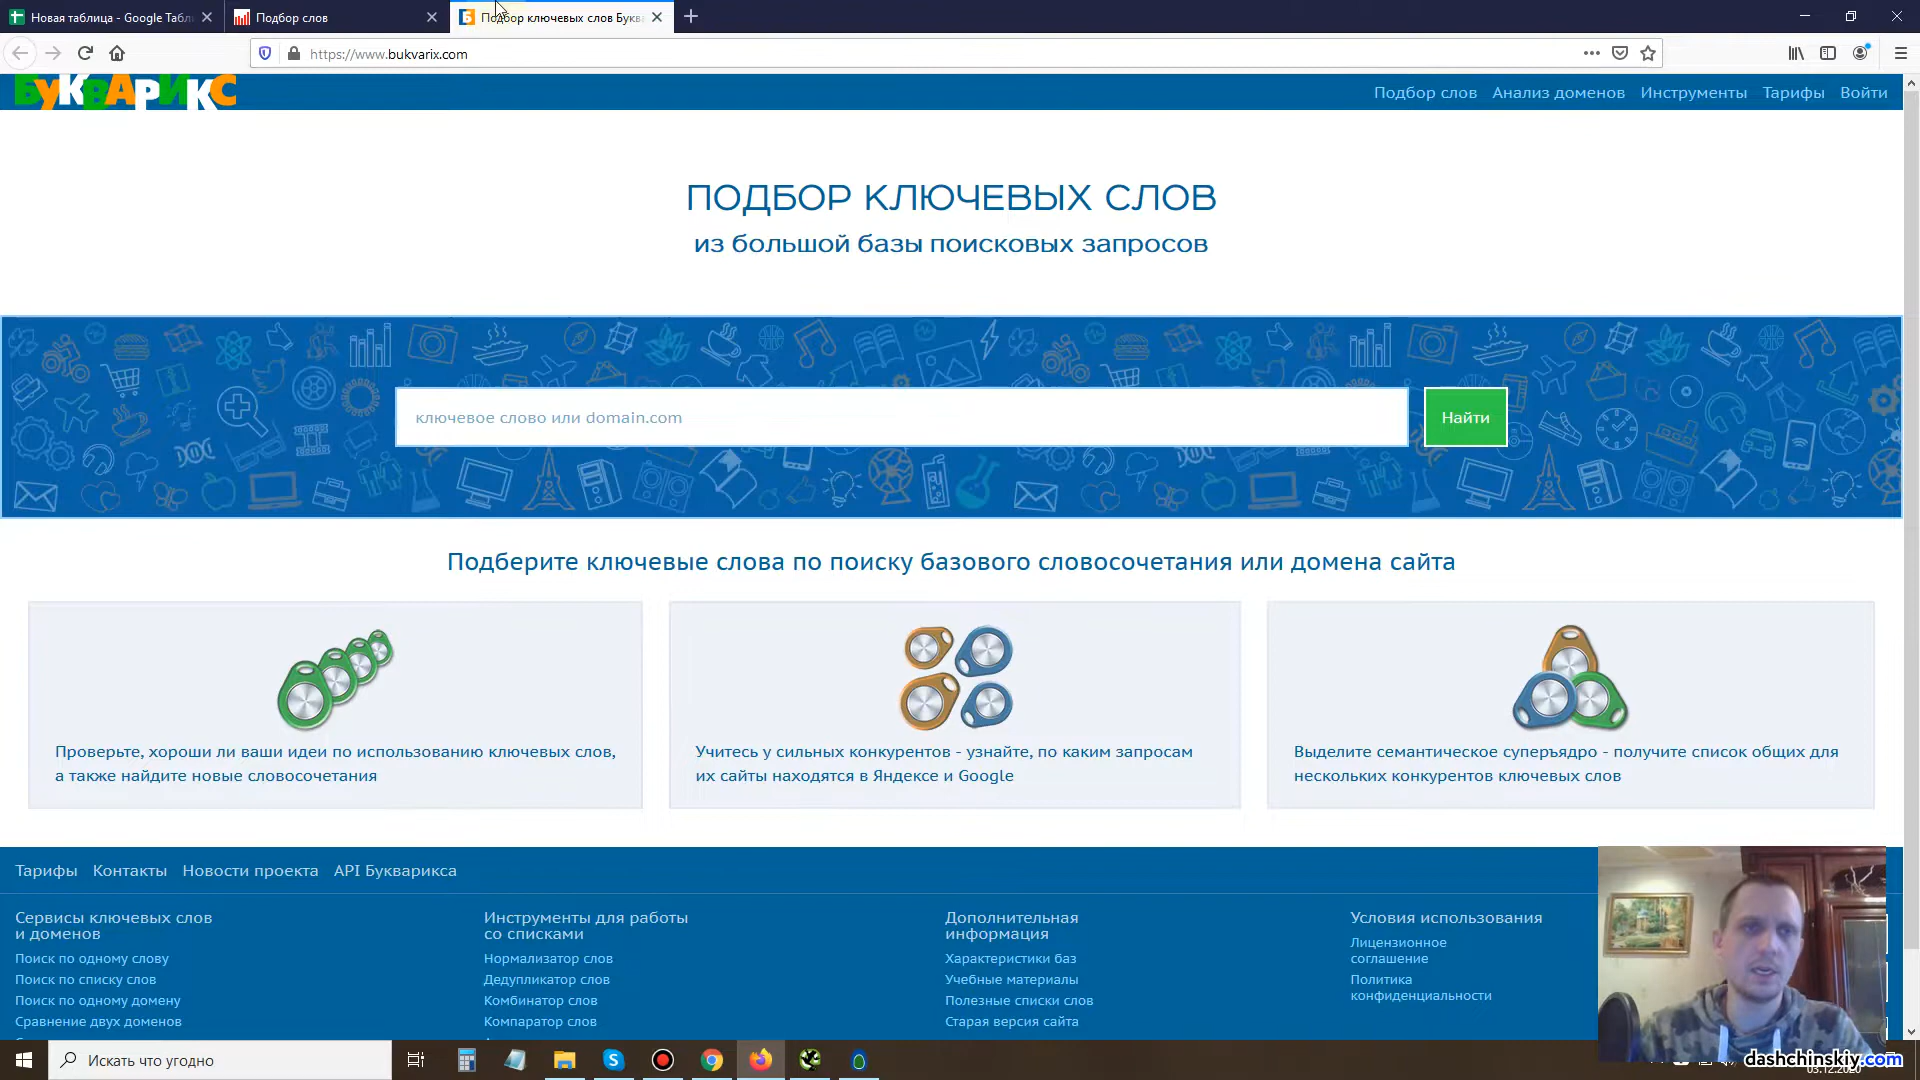 Новая таблица - Google Табл
Подбор слов
Подбор ключевых слов Буква
https://www.bukvarix.com
БУКВАРИКС
Подбор слов
Анализ доменов
Инструменты
Тарифы
Войти
ПОДБОР КЛЮЧЕВЫХ СЛОВ
из большой базы поисковых запросов
ключевое слово или domain.com
Найти
Подберите ключевые слова по поиску базового словосочетания или домена сайта
Проверьте, хороши ли ваши идеи по использованию ключевых слов,
а также найдите новые словосочетания
Учитесь у сильных конкурентов - узнайте, по каким запросам
их сайты находятся в Яндексе и Google
Выделите семантическое суперъядро - получите список общих для
нескольких конкурентов ключевых слов
Тарифы
Контакты
Новости проекта
API Букварикса
Сервисы ключевых слов
и доменов
Поиск по одному слову
Поиск по списку слов
Поиск по одному домену
Сравнение двух доменов
Инструменты для работы
со списками
Нормализатор слов
Дедупликатор слов
Комбинатор слов
Компаратор слов
Дополнительная
информация
Характеристики баз
Учебные материалы
Полезные списки слов
Старая версия сайта
Условия использования
Лицензионное
соглашение
Политика
конфиденциальности
Искать что угодно
dashchinskiy.com
03.12.2020